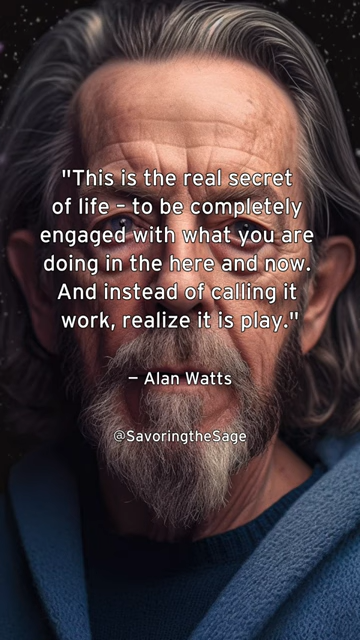 "This is the real secret
of life – to be completely
engaged with what you are
doing in the here and now.
And instead of calling it
work, realize it is play."
– Alan Watts
@SavoringtheSage